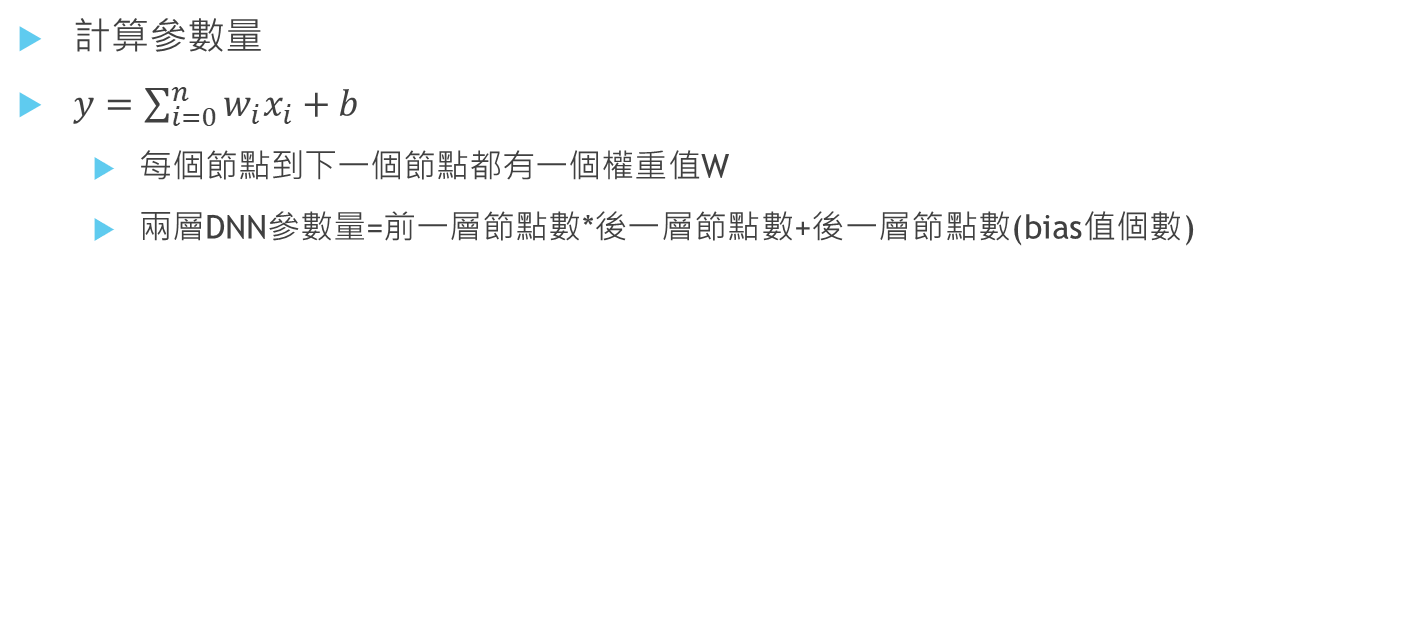 計算參數量
$y = \sum_{i=0}^{n} w_i x_i + b$
每個節點到下一個節點都有一個權重值W
兩層DNN參數量=前一層節點數*後一層節點數+後一層節點數(bias值個數)